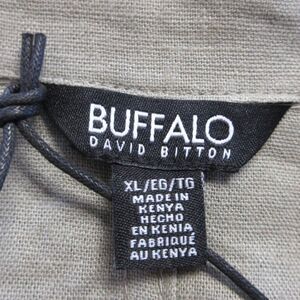 BUFFALO
DAVID BITTON
XL/EG/TG
MADE IN
KENYA
HECHO
EN KENIA
FABRIQUÉ
AU KENYA